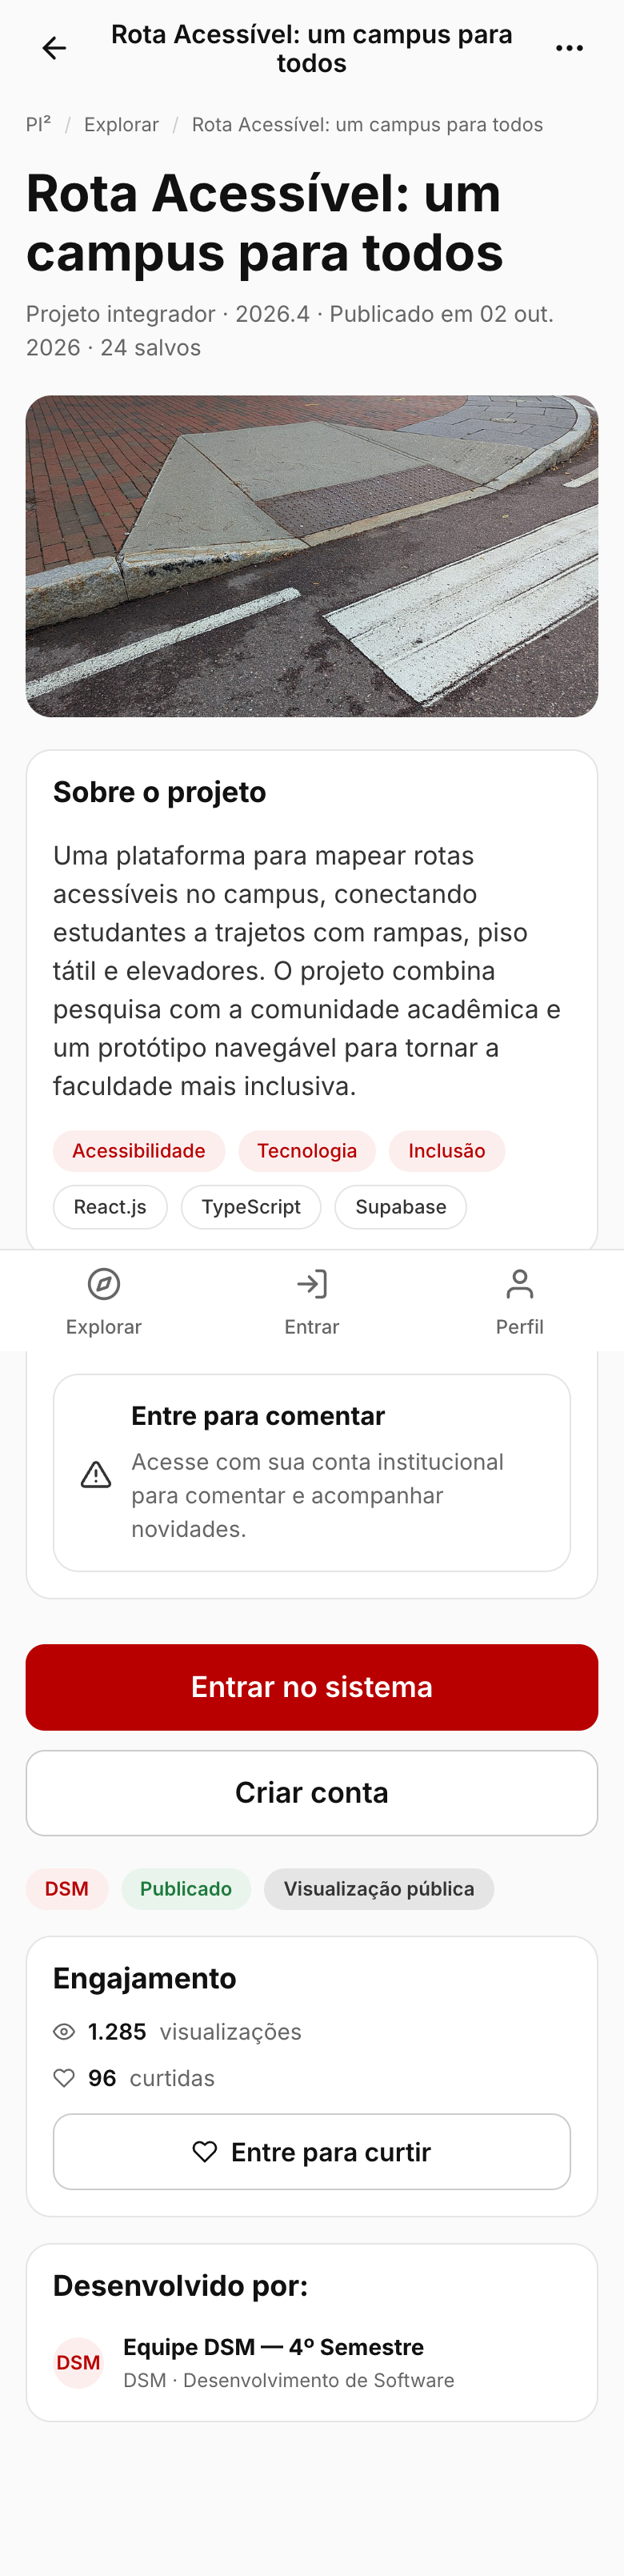 Rota Acessível: um campus para
todos
PI² / Explorar / Rota Acessível: um campus para todos
Rota Acessível: um
campus para todos
Projeto integrador · 2026.4 · Publicado em 02 out.
2026 · 24 salvos
Sobre o projeto
Uma plataforma para mapear rotas
acessíveis no campus, conectando
estudantes a trajetos com rampas, piso
tátil e elevadores. O projeto combina
pesquisa com a comunidade acadêmica e
um protótipo navegável para tornar a
faculdade mais inclusiva.
Acessibilidade Tecnologia Inclusão
React.js TypeScript Supabase
Explorar Entrar Perfil
Entre para comentar
Acesse com sua conta institucional
para comentar e acompanhar
novidades.
Entrar no sistema
Criar conta
DSM Publicado Visualização pública
Engajamento
1.285 visualizações
96 curtidas
Entre para curtir
Desenvolvido por:
DSM
Equipe DSM — 4º Semestre
DSM · Desenvolvimento de Software